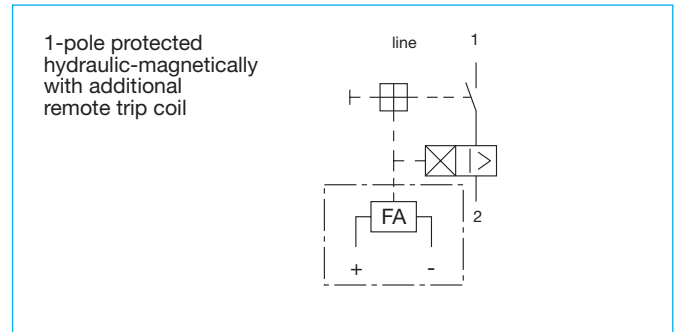 1-pole protected
hydraulic-magnetically
with additional
remote trip coil
line 1
I >
2
FA
+ -